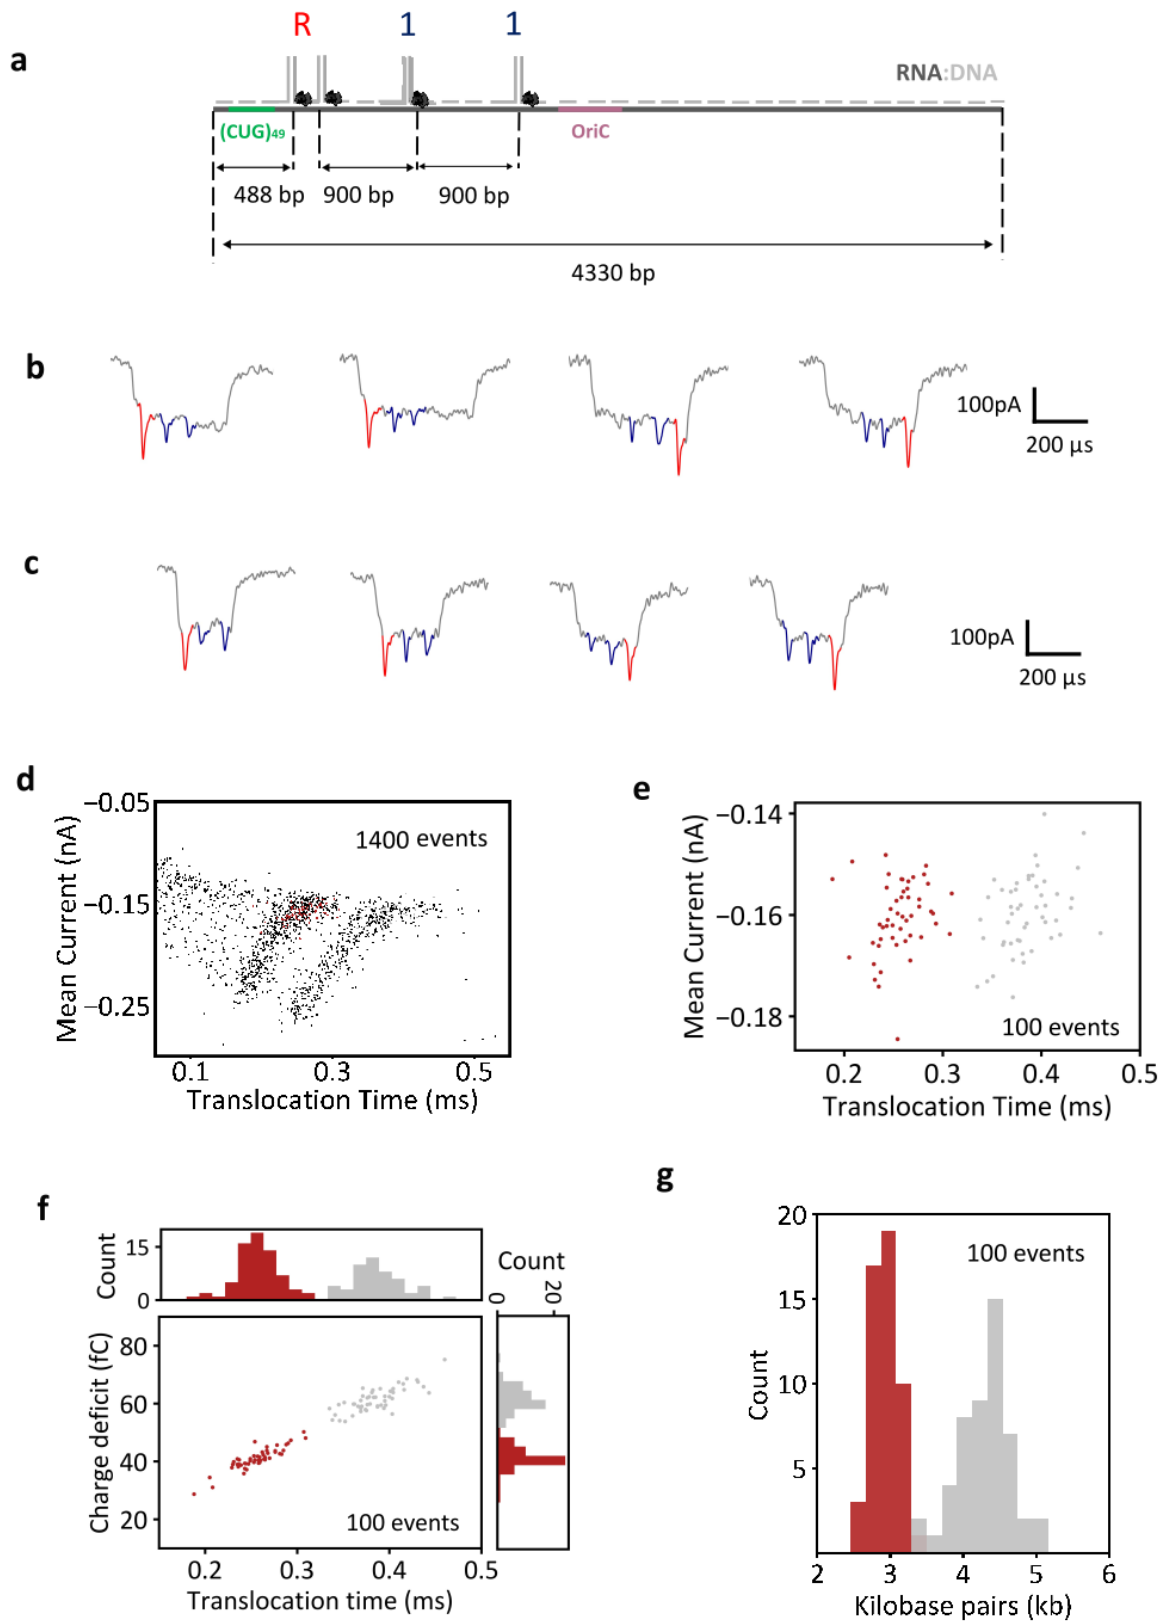 R 1 1
a
RNA:DNA
(CUG)49 OriC
488 bp 900 bp 900 bp
4330 bp
b
100pA
200 µs
c
100pA
200 µs
d
−0.05
−0.15
−0.25
Mean Current (nA)
1400 events
0.1 0.3 0.5
Translocation Time (ms)
e
−0.14
−0.16
−0.18
Mean Current (nA)
100 events
0.2 0.3 0.4 0.5
Translocation Time (ms)
f
Count
15
0
Count
0 20
80
60
40
20
Charge deficit (fC)
100 events
0.2 0.3 0.4 0.5
Translocation time (ms)
g
20
15
10
5
Count
100 events
2 3 4 5 6
Kilobase pairs (kb)